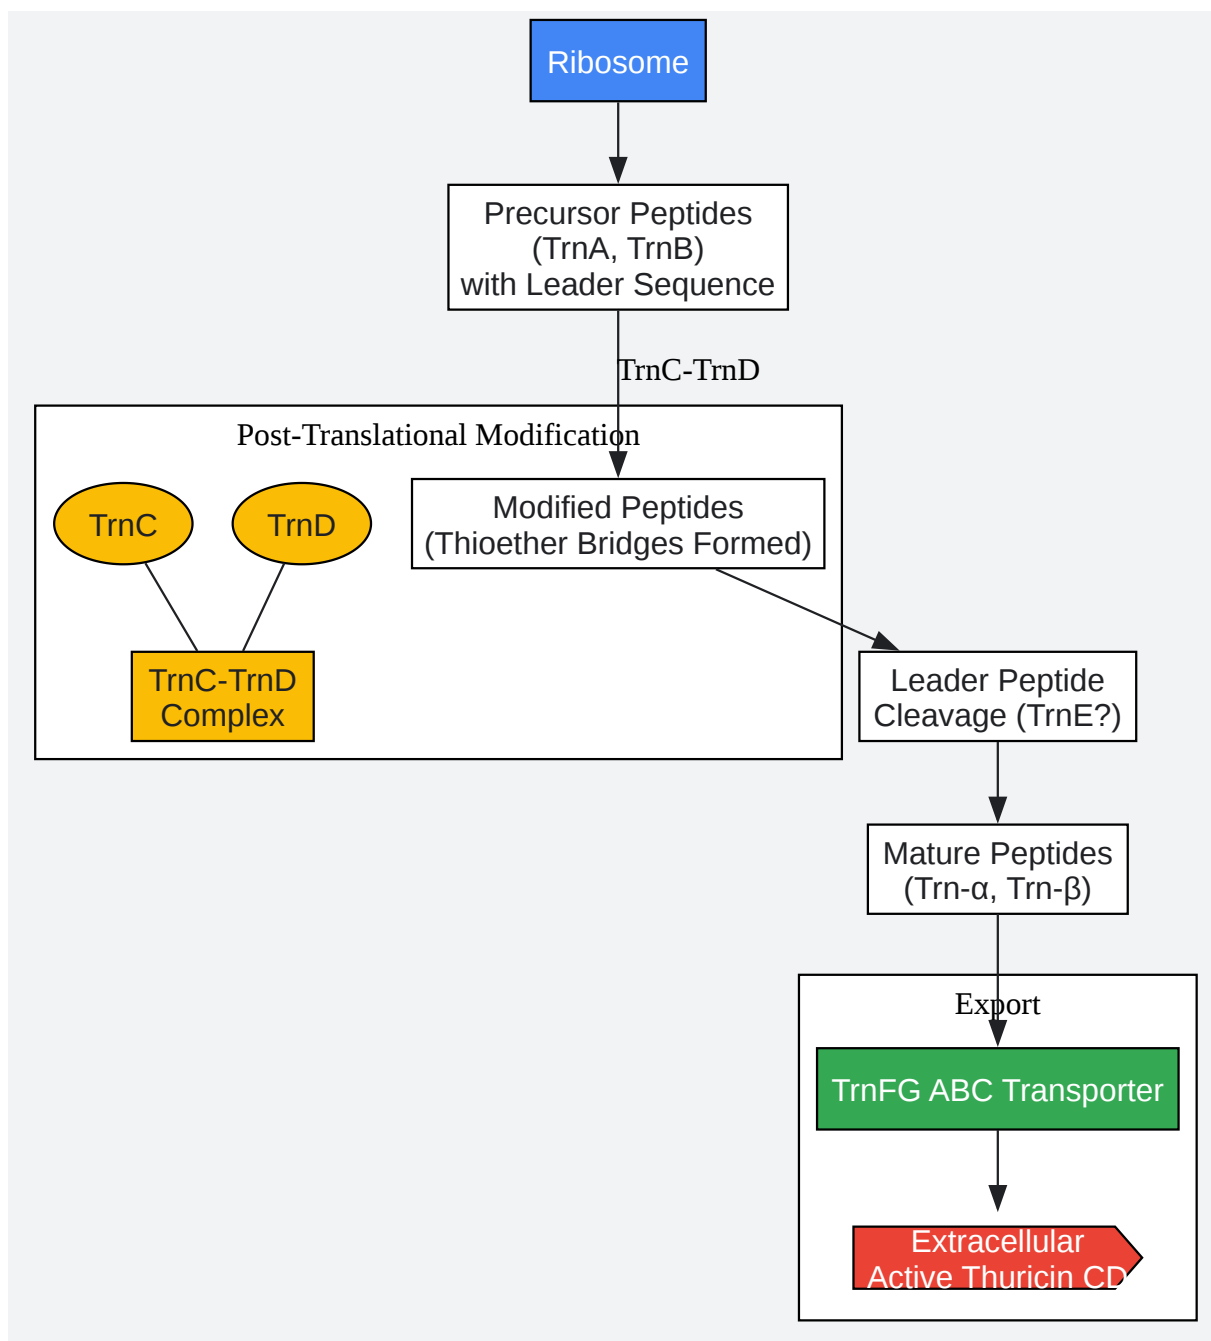 Ribosome
Precursor Peptides
(TrnA, TrnB)
with Leader Sequence
TrnC-TrnD
Post-Translational Modification
TrnC
TrnD
Modified Peptides
(Thioether Bridges Formed)
TrnC-TrnD
Complex
Leader Peptide
Cleavage (TrnE?)
Mature Peptides
(Trn-α, Trn-β)
Export
TrnFG ABC Transporter
Extracellular
Active Thuricin CD